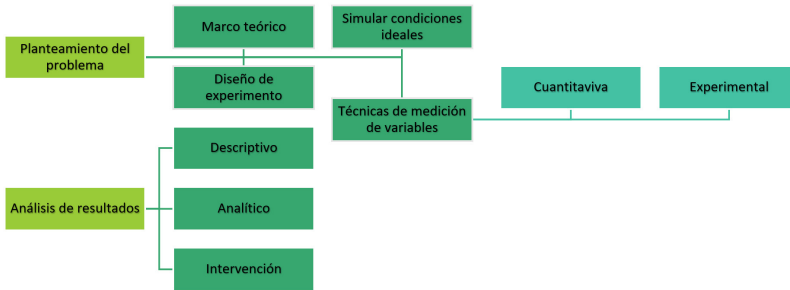 Planteamiento del
problema
Marco teórico
Diseño de
experimento
Simular condiciones
ideales
Técnicas de medición
de variables
Cuantitaviva
Experimental
Análisis de resultados
Descriptivo
Analítico
Intervención